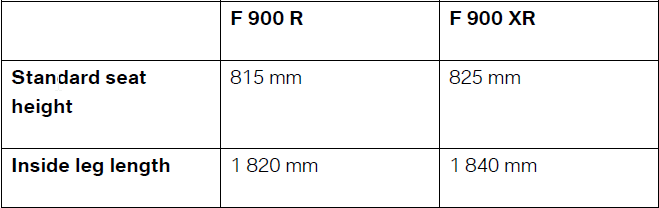 F 900 R F 900 XR
Standard seat 815 mm 825 mm
height
Inside leg length 1 820 mm 1 840 mm